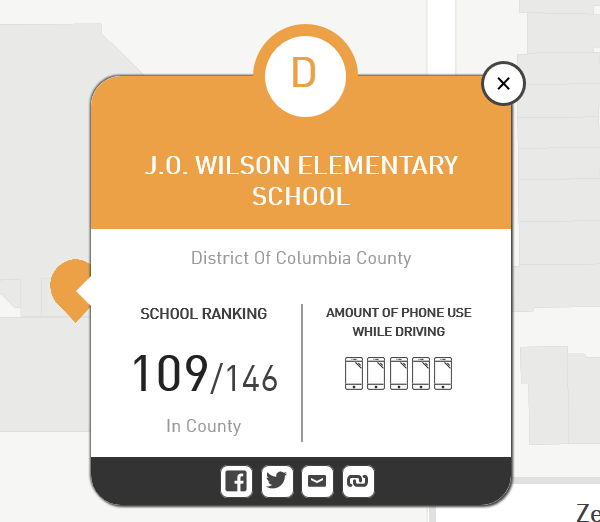 D
J.O. WILSON ELEMENTARY
SCHOOL
District Of Columbia County
SCHOOL RANKING
109/146
In County
AMOUNT OF PHONE USE
WHILE DRIVING
Ze